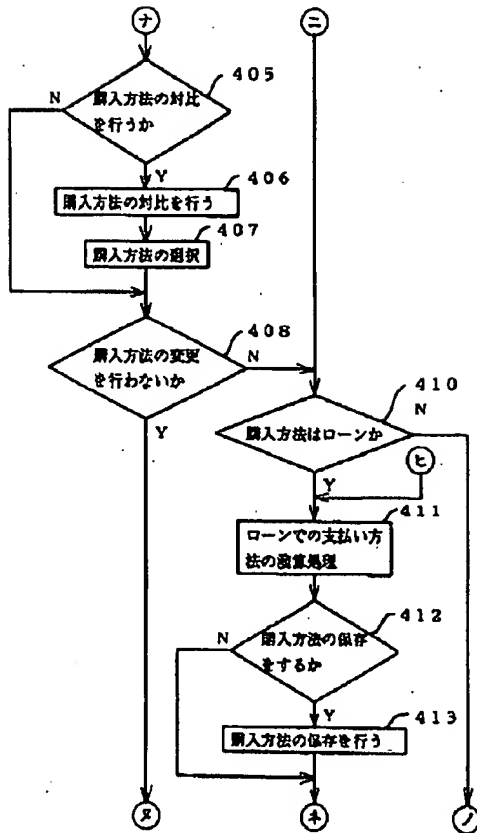 ナ
ニ
405
N
購入方法の対比
を行うか
Y
406
購入方法の対比を行う
407
購入方法の選択
408
購入方法の変更
を行わないか
N
Y
410
N
購入方法はローンか
ヒ
Y
411
ローンでの支払い方
法の演算処理
412
N
購入方法の保存
をするか
Y
413
購入方法の保存を行う
ヌ
ネ
ノ